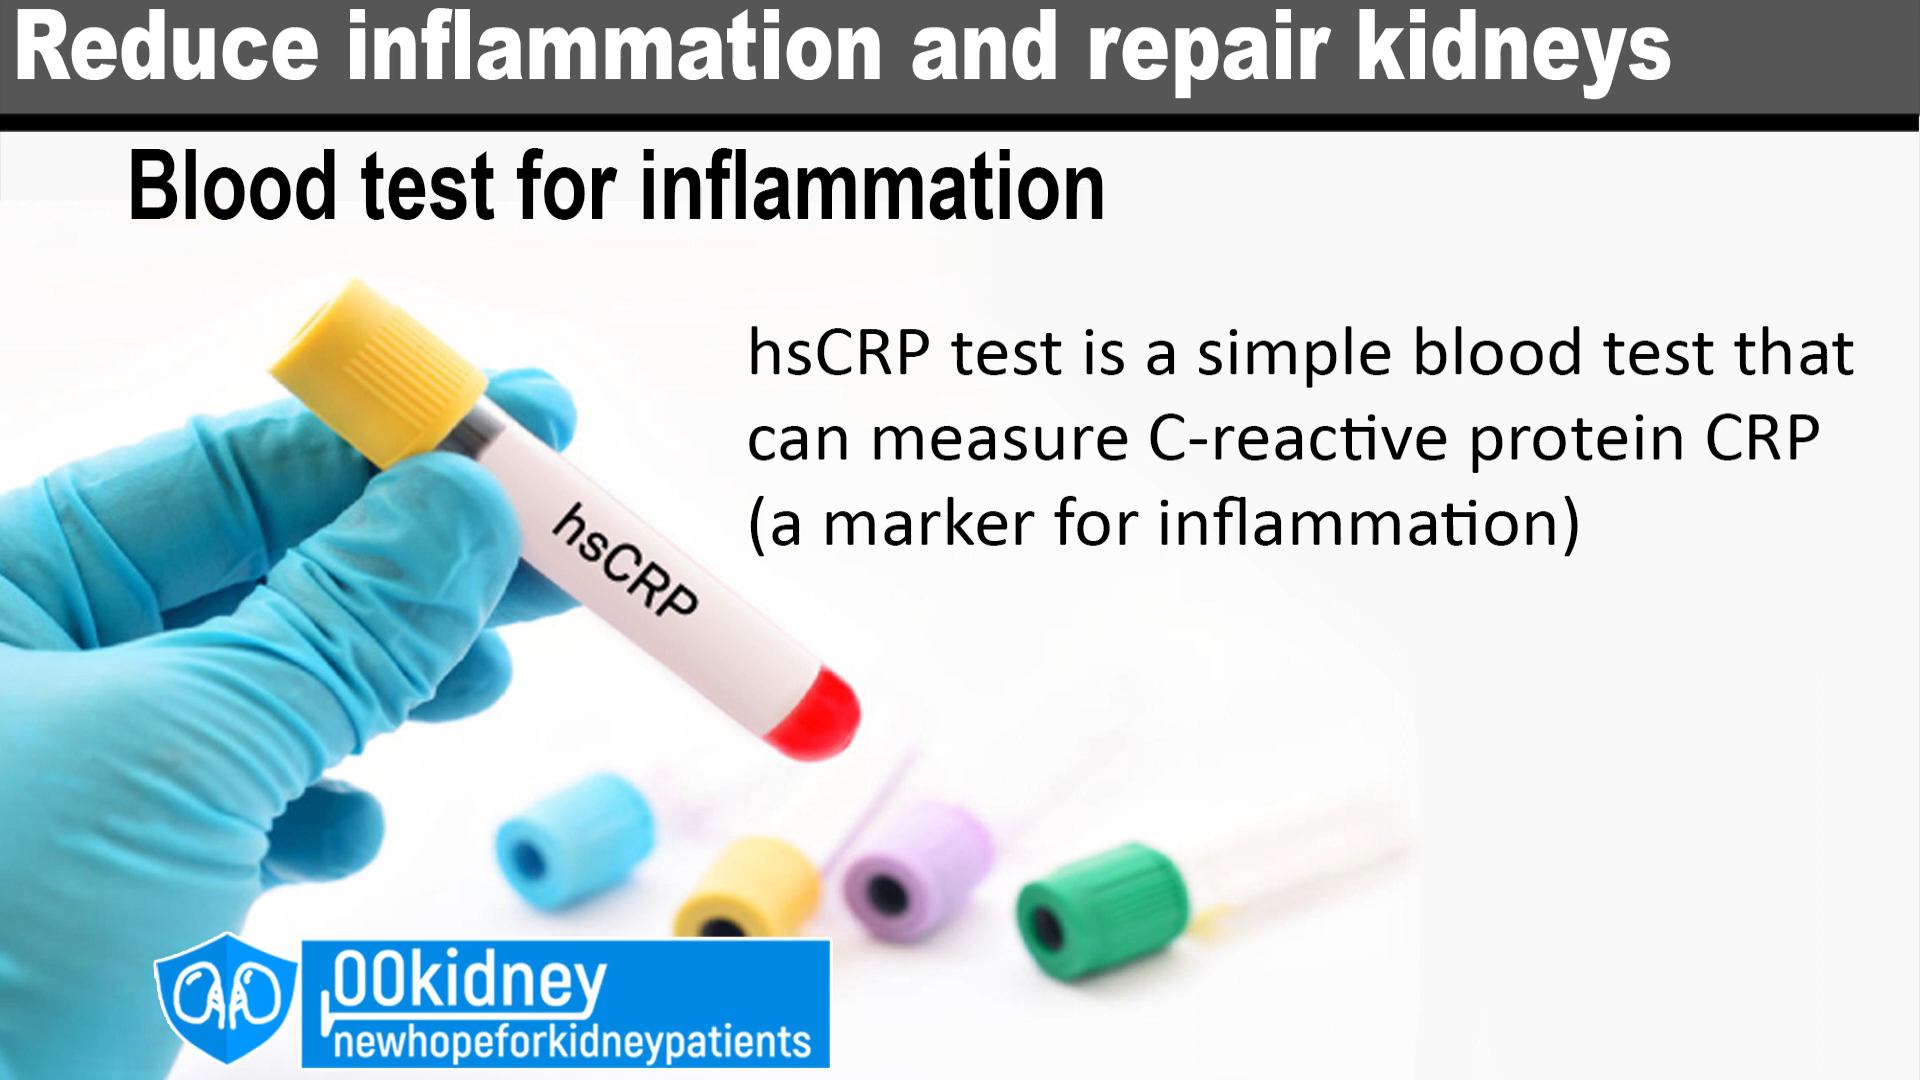 Reduce inflammation and repair kidneys
Blood test for inflammation
hsCRP test is a simple blood test that
can measure C-reactive protein CRP
(a marker for inflammation)
hsCRP
00kidney
newhopeforkidneypatients